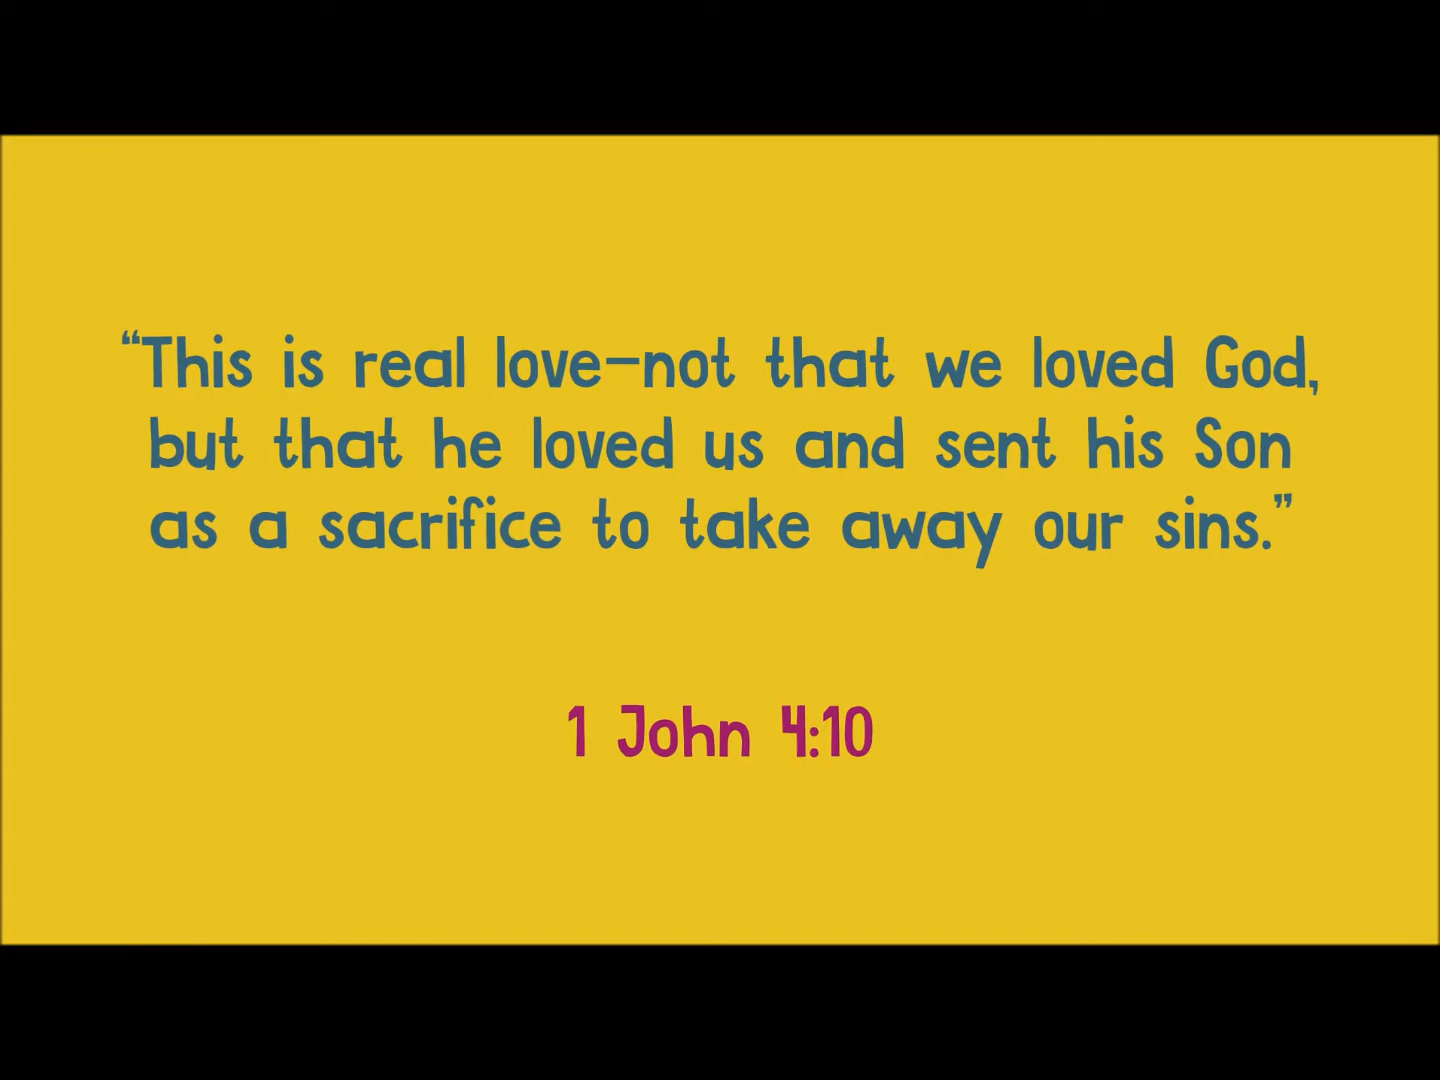 “This is real love—not that we loved God,
but that he loved us and sent his Son
as a sacrifice to take away our sins.”
1 John 4:10